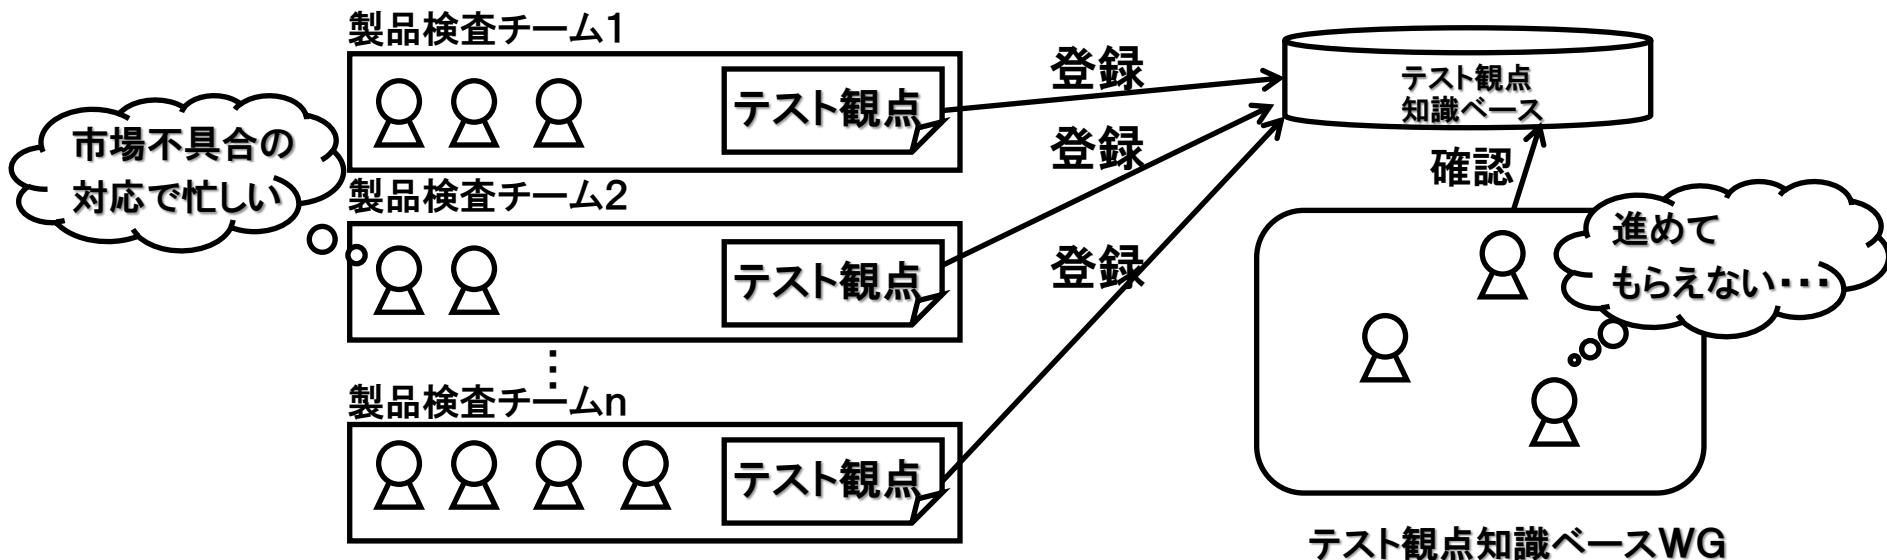 製品検査チーム1
テスト観点
市場不具合の
対応で忙しい
製品検査チーム2
テスト観点
製品検査チームn
テスト観点
登録
登録
登録
テスト観点
知識ベース
確認
進めて
もらえない・・・
テスト観点知識ベースWG